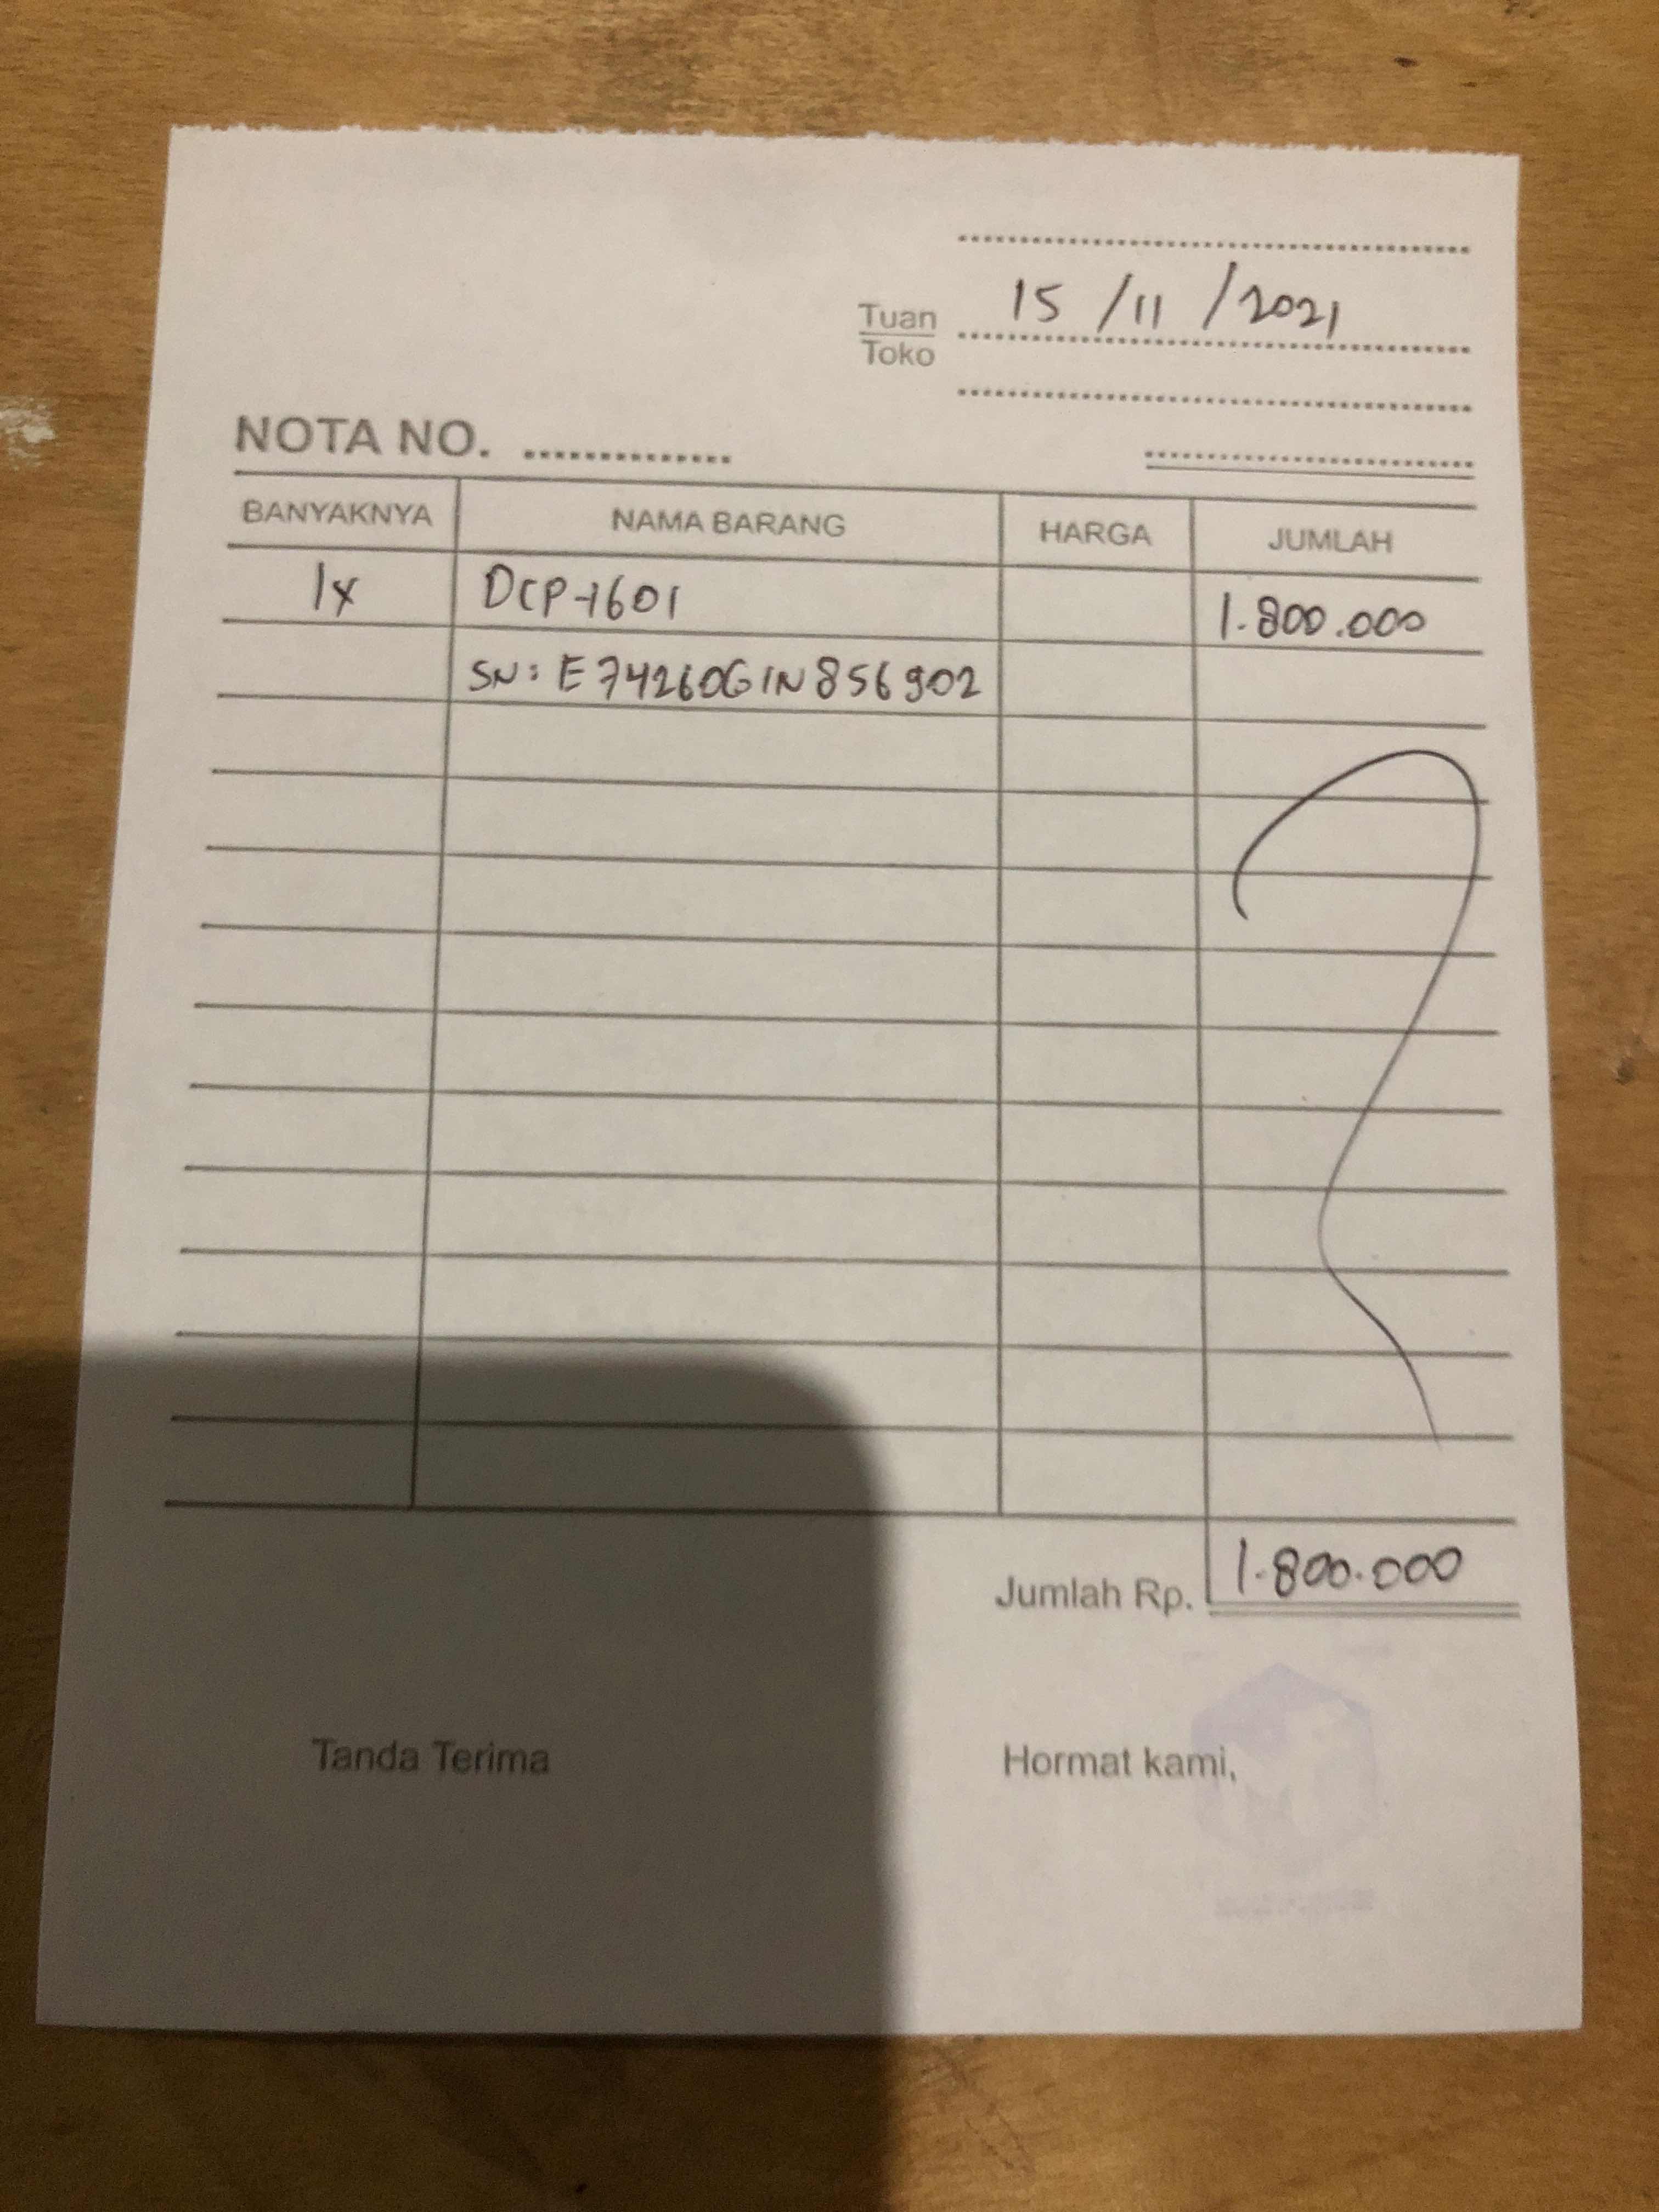 15 / 11 / 2021
Tuan
Toko
NOTA NO.
BANYAKNYA NAMA BARANG HARGA JUMLAH
1x DCP-1601 1.800.000
SN: E74260G1N856902
Jumlah Rp. 1.800.000
Tanda Terima Hormat kami,